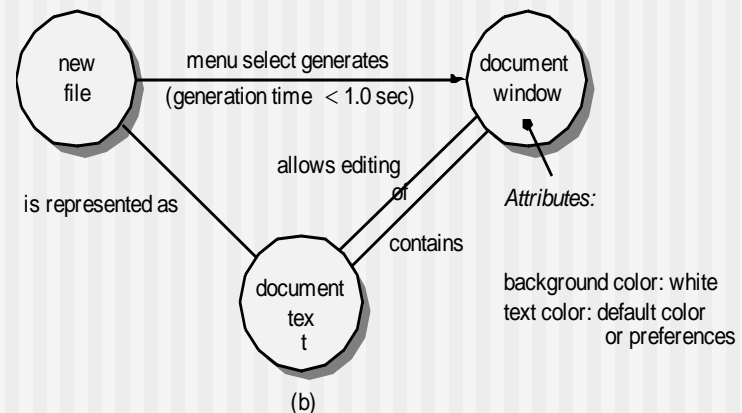 new
file
menu select generates
(generation time < 1.0 sec)
document
window
allows editing
of
is represented as
Attributes:
contains
document
tex
t
background color: white
text color: default color
or preferences
(b)